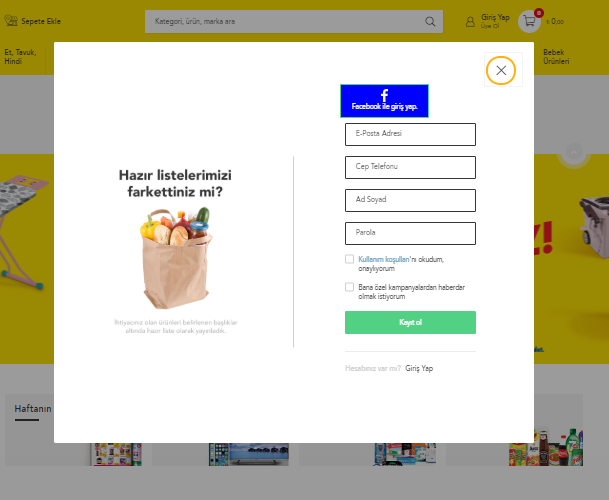 Sepete Ekle
Kategori, ürün, marka ara
Giriş Yap
Üye Ol
0
₺ 0,00
Et, Tavuk,
Hindi
Bebek
Ürünleri
Facebook ile giriş yap.
E-Posta Adresi
Cep Telefonu
Ad Soyad
Parola
Kullanım koşulları'nı okudum,
onaylıyorum
Bana özel kampanyalardan haberdar
olmak istiyorum
Kayıt ol
Hesabınız var mı? Giriş Yap
Hazır listelerimizi
farkettiniz mi?
İhtiyacınız olan ürünleri belirlenen başlıklar
altında hazır liste olarak yayınladık.
Haftanın